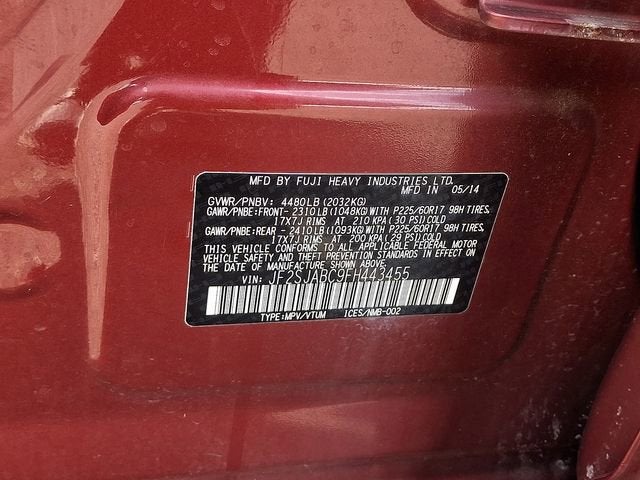 MFD BY FUJI HEAVY INDUSTRIES LTD.
MFD IN 05/14
GVWR/PNBV: 4480LB(2032KG)
GAWR/PNBE:FRONT- 2310LB(1048KG)WITH P225/60R17 98H TIRES,
17X7J RIMS AT 210 KPA(30 PSI)COLD
GAWR/PNBE:REAR - 2410LB(1093KG)WITH P225/60R17 98H TIRES,
17X7J RIMS AT 200 KPA(29 PSI)COLD
THIS VEHICLE CONFORMS TO ALL APPLICABLE FEDERAL MOTOR
VEHICLE SAFETY AND THEFT PREVENTION STANDARDS IN EFFECT ON
THE DATE OF MANUFACTURE SHOWN ABOVE.
VIN: JF2SJABC9FH443455
TYPE:MPV/VTUM ICES/NMB-002